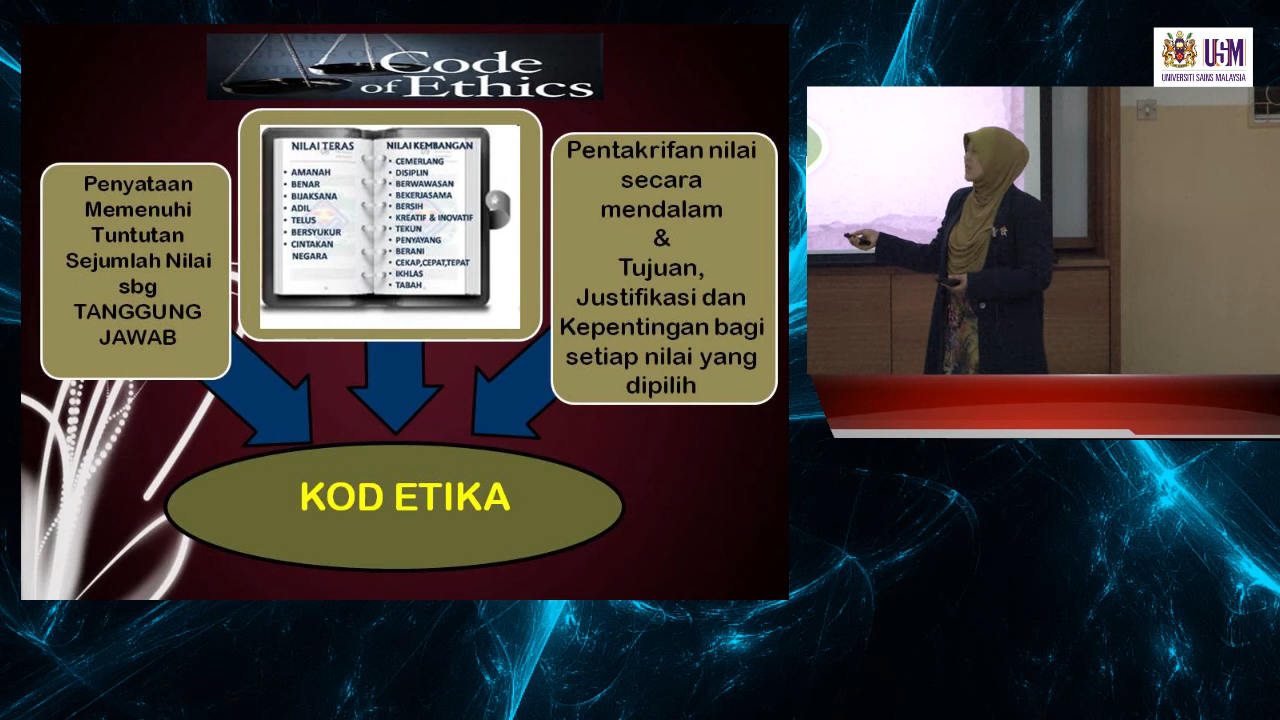 Code
of Ethics
Penyataan
Memenuhi
Tuntutan
Sejumlah Nilai
sbg
TANGGUNG
JAWAB
NILAI TERAS
• AMANAH
• BENAR
• BIJAKSANA
• ADIL
• TELUS
• BERSYUKUR
• CINTAKAN
NEGARA
NILAI KEMBANGAN
• CEMERLANG
• DISIPLIN
• BERWAWASAN
• BEKERJASAMA
• BERSIH
• KREATIF & INOVATIF
• TEKUN
• PENYAYANG
• BERANI
• CEKAP,CEPAT,TEPAT
• IKHLAS
• TABAH
Pentakrifan nilai
secara
mendalam
&
Tujuan,
Justifikasi dan
Kepentingan bagi
setiap nilai yang
dipilih
KOD ETIKA
USM
UNIVERSITI SAINS MALAYSIA